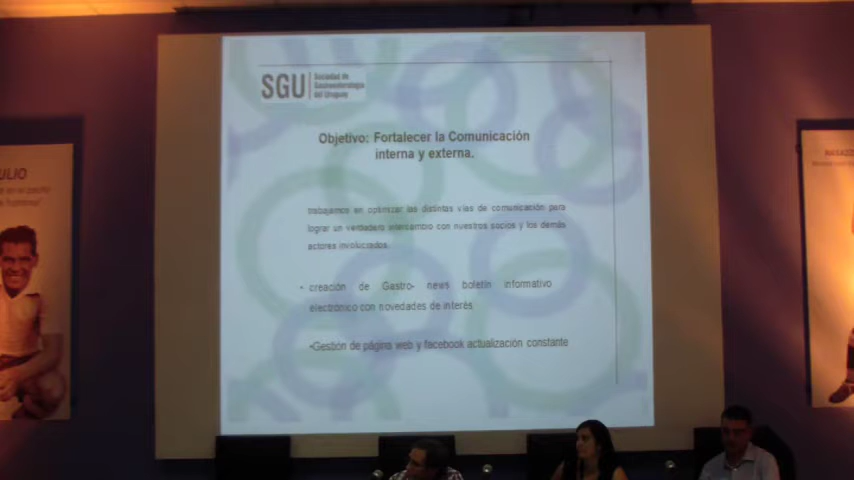 SGU
Sociedad de
Gastroenterología
del Uruguay
Objetivo: Fortalecer la Comunicación
interna y externa.
trabajamos en optimizar las distintas vías de comunicación para
lograr un verdadero intercambio con nuestros socios y los demás
actores involucrados.
• creación de Gastro- news boletín informativo
electrónico con novedades de interés
•Gestión de página web y facebook actualización constante
ULIO